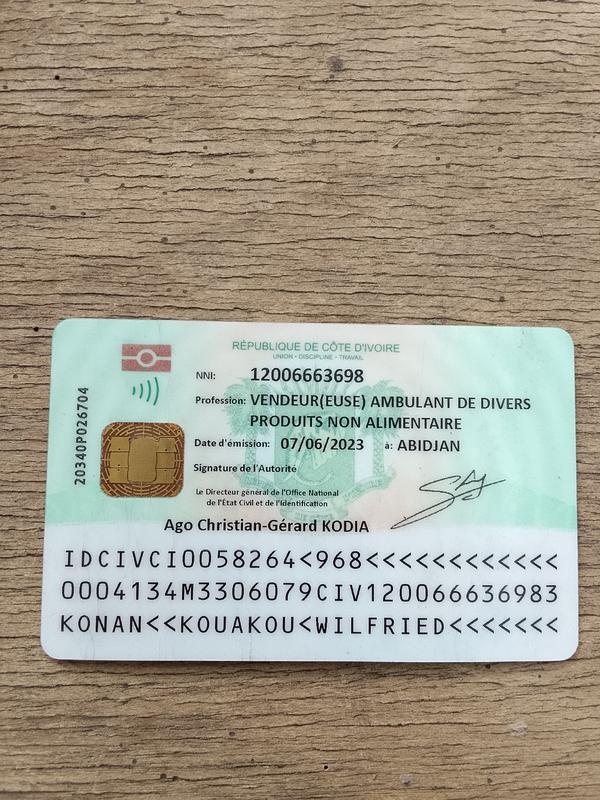 RÉPUBLIQUE DE CÔTE D'IVOIRE
UNION - DISCIPLINE - TRAVAIL
NNI: 12006663698
Profession: VENDEUR(EUSE) AMBULANT DE DIVERS
PRODUITS NON ALIMENTAIRE
Date d'émission: 07/06/2023 à: ABIDJAN
Signature de l'Autorité
Le Directeur général de l'Office National
de l'État Civil et de l'Identification
Ago Christian-Gérard KODIA
20340P026704
IDCIVCI0058264<968<<<<<<<<<<<<
0004134M3306079CIV120066636983
KONAN<<KOUAKOU<WILFRIED<<<<<<<